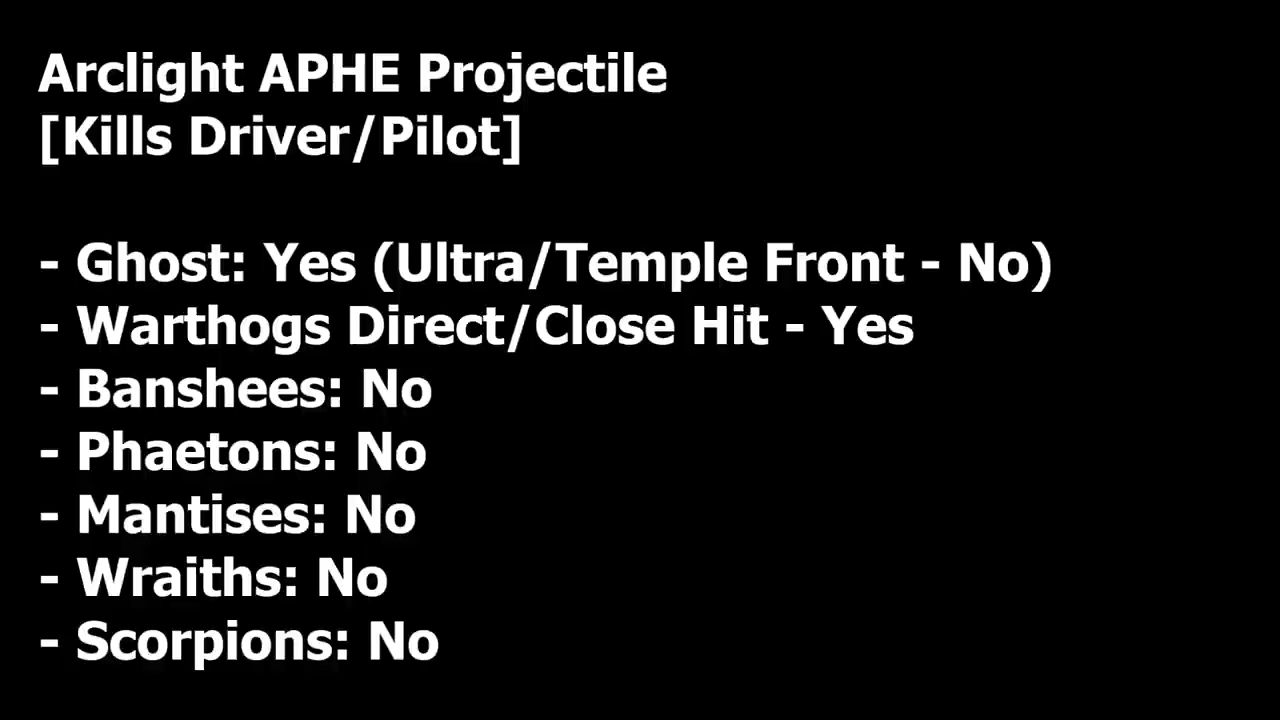 Arclight APHE Projectile
[Kills Driver/Pilot]
- Ghost: Yes (Ultra/Temple Front - No)
- Warthogs Direct/Close Hit - Yes
- Banshees: No
- Phaetons: No
- Mantises: No
- Wraiths: No
- Scorpions: No